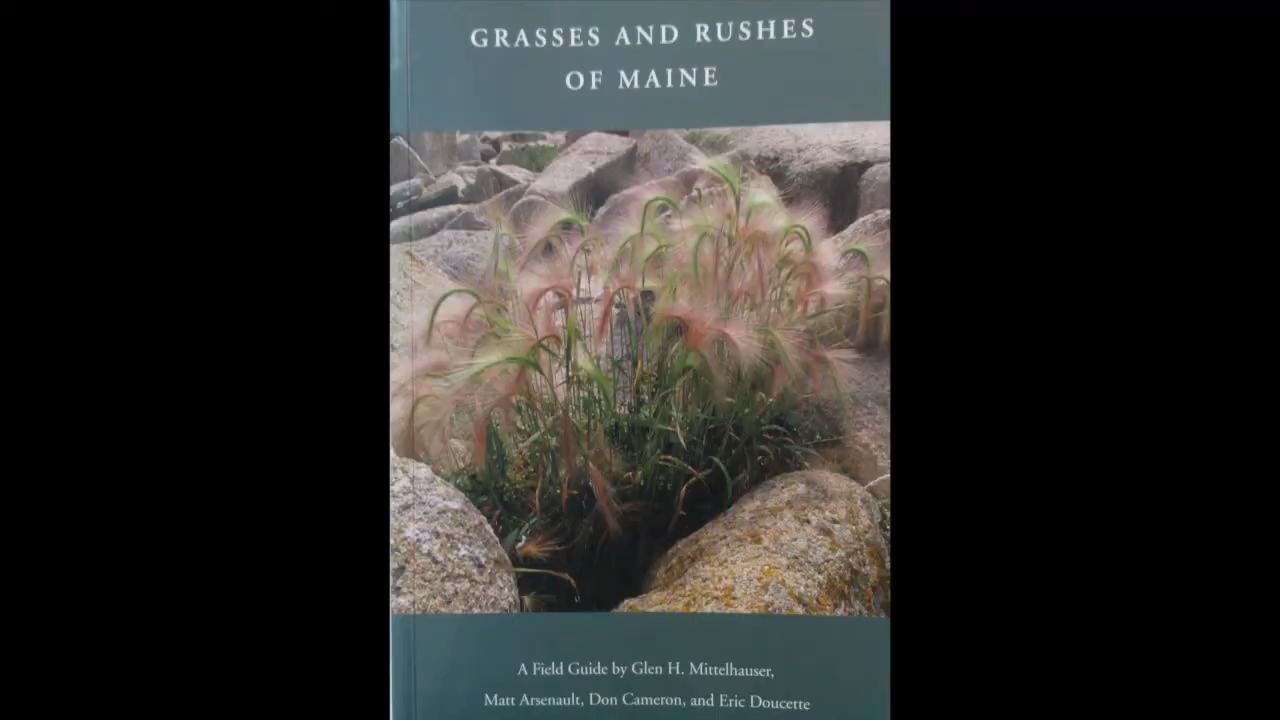 GRASSES AND RUSHES
OF MAINE
A Field Guide by Glen H. Mittelhauser,
Matt Arsenault, Don Cameron, and Eric Doucette